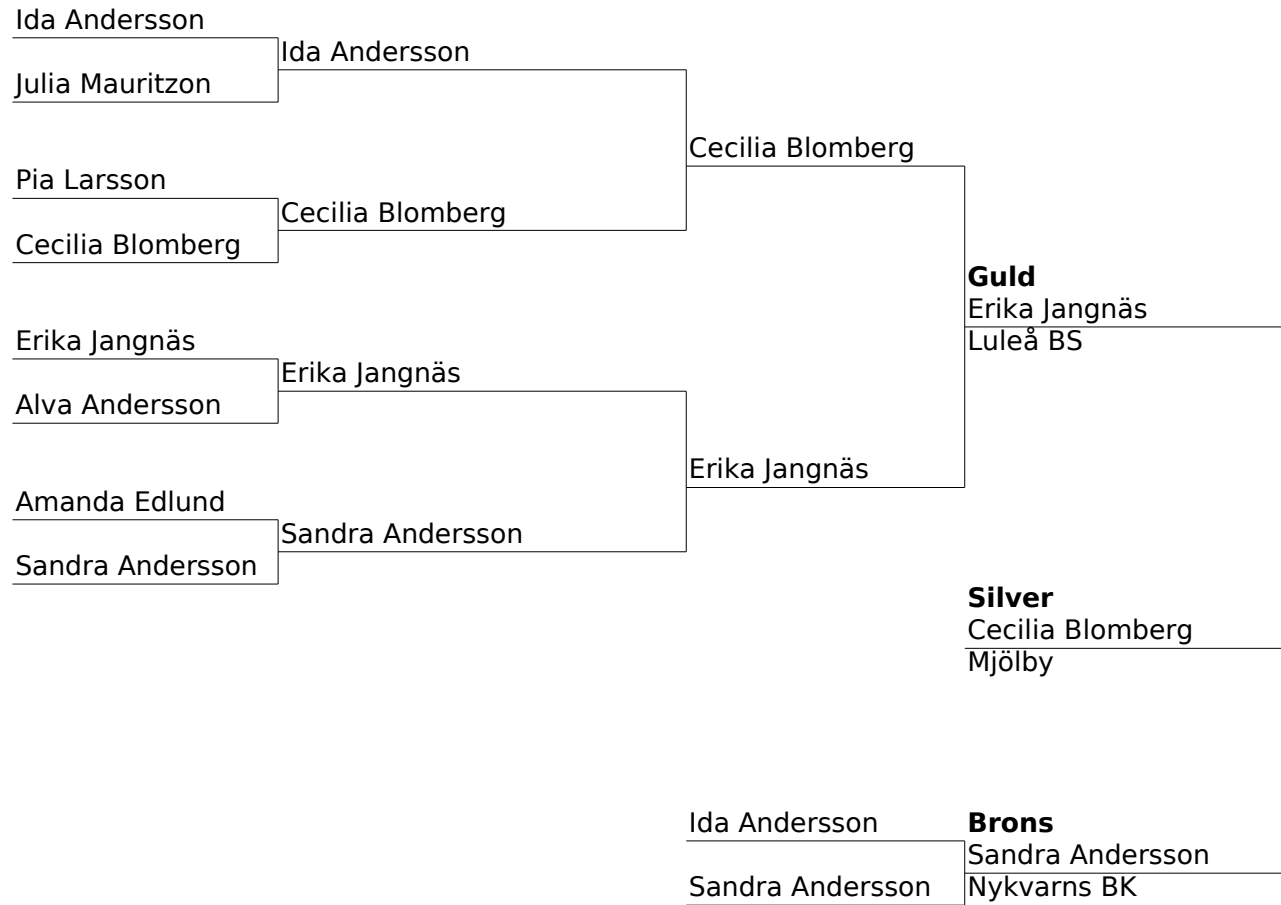 Ida Andersson
Julia Mauritzon
Pia Larsson
Cecilia Blomberg
Erika Jangnäs
Alva Andersson
Amanda Edlund
Sandra Andersson
Ida Andersson
Cecilia Blomberg
Erika Jangnäs
Sandra Andersson
Cecilia Blomberg
Erika Jangnäs
Guld
Erika Jangnäs
Luleå BS
Silver
Cecilia Blomberg
Mjölby
Ida Andersson
Sandra Andersson
Brons
Sandra Andersson
Nykvarns BK